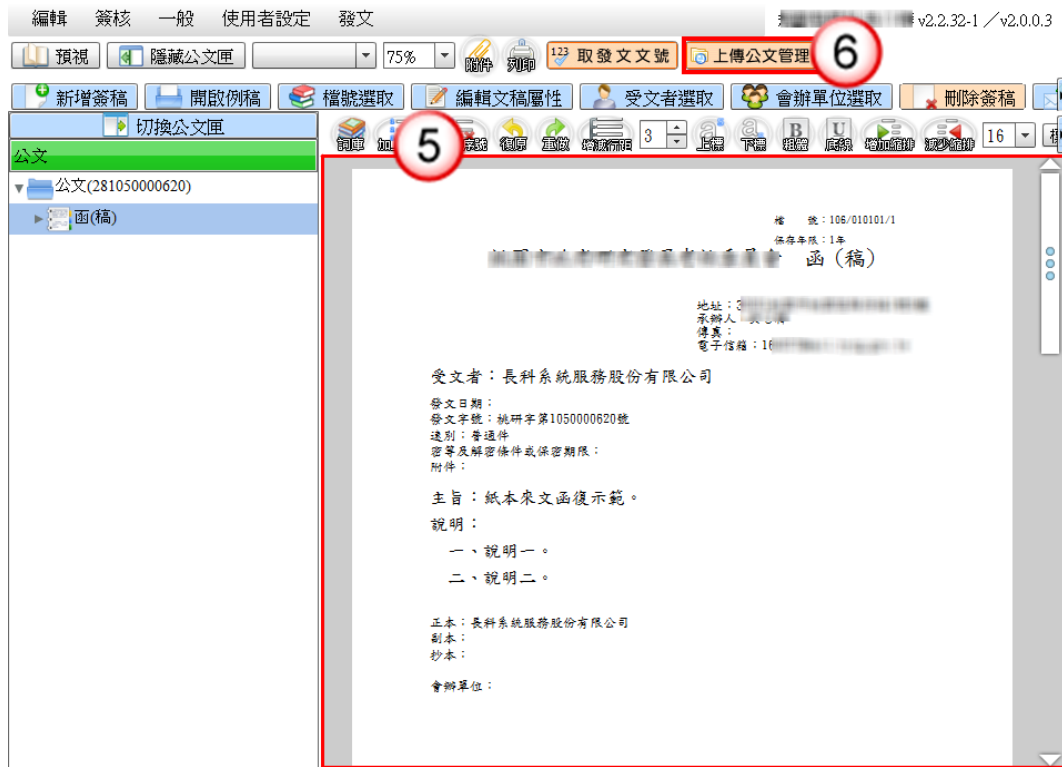 編輯 簽核 一般 使用者設定 發文 v2.2.32-1／v2.0.0.3
預視 隱藏公文匣 75% 附件 列印 123 取發文文號 上傳公文管理 6
新增簽稿 開啟例稿 檔號選取 編輯文稿屬性 受文者選取 會辦單位選取 刪除簽稿
切換公文匣 詞庫 5 復原 重做 增減行距 3 上標 下標 粗體 底線 增加縮排 減少縮排 16
公文
公文(281050000620)
函(稿)
檔 號：106/010101/1
保存年限：1年
函（稿）
地址：3
承辦人
傳真：
電子信箱：16
受文者：長科系統服務股份有限公司
發文日期：
發文字號：桃研字第1050000620號
速別：普通件
密等及解密條件或保密期限：
附件：
主旨：紙本來文函復示範。
說明：
一、說明一。
二、說明二。
正本：長科系統服務股份有限公司
副本：
抄本：
會辦單位：